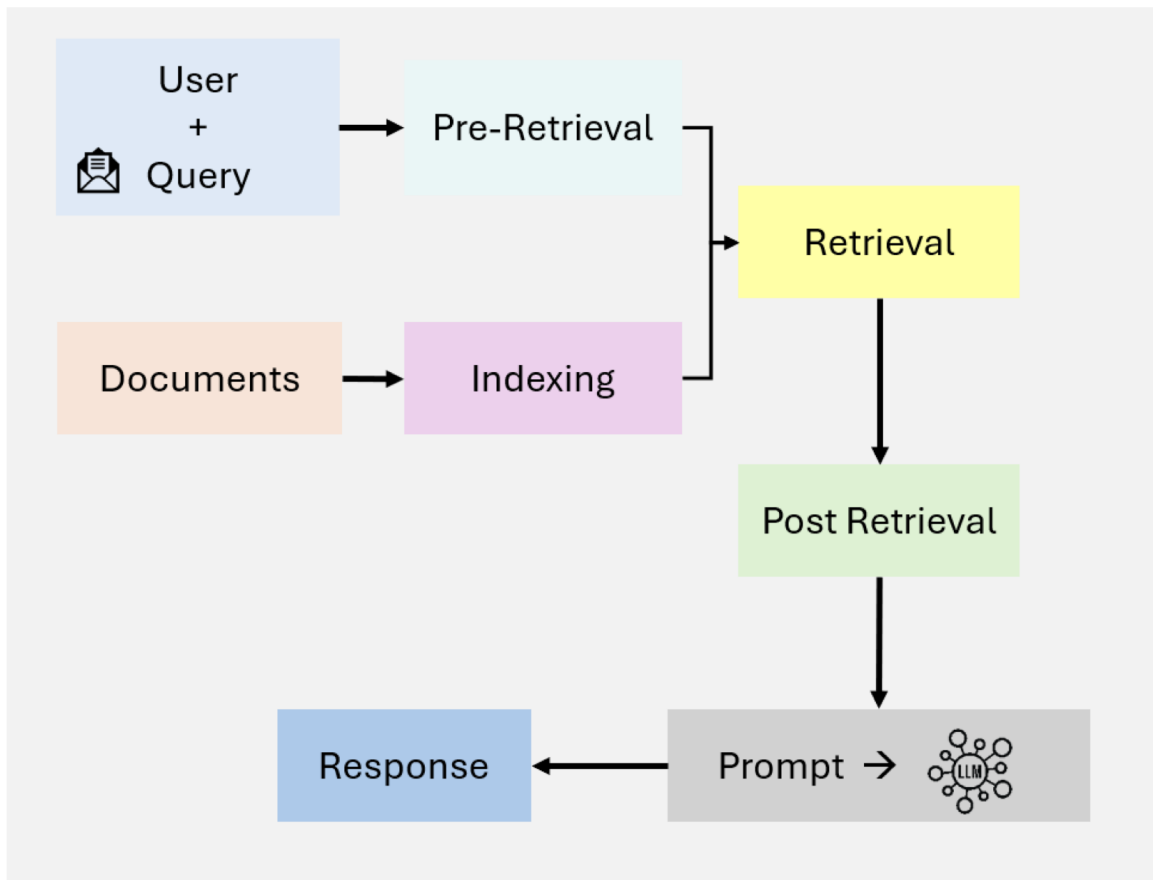 User
+
Query
Pre-Retrieval
Retrieval
Documents
Indexing
Post Retrieval
Response
Prompt →
LLM